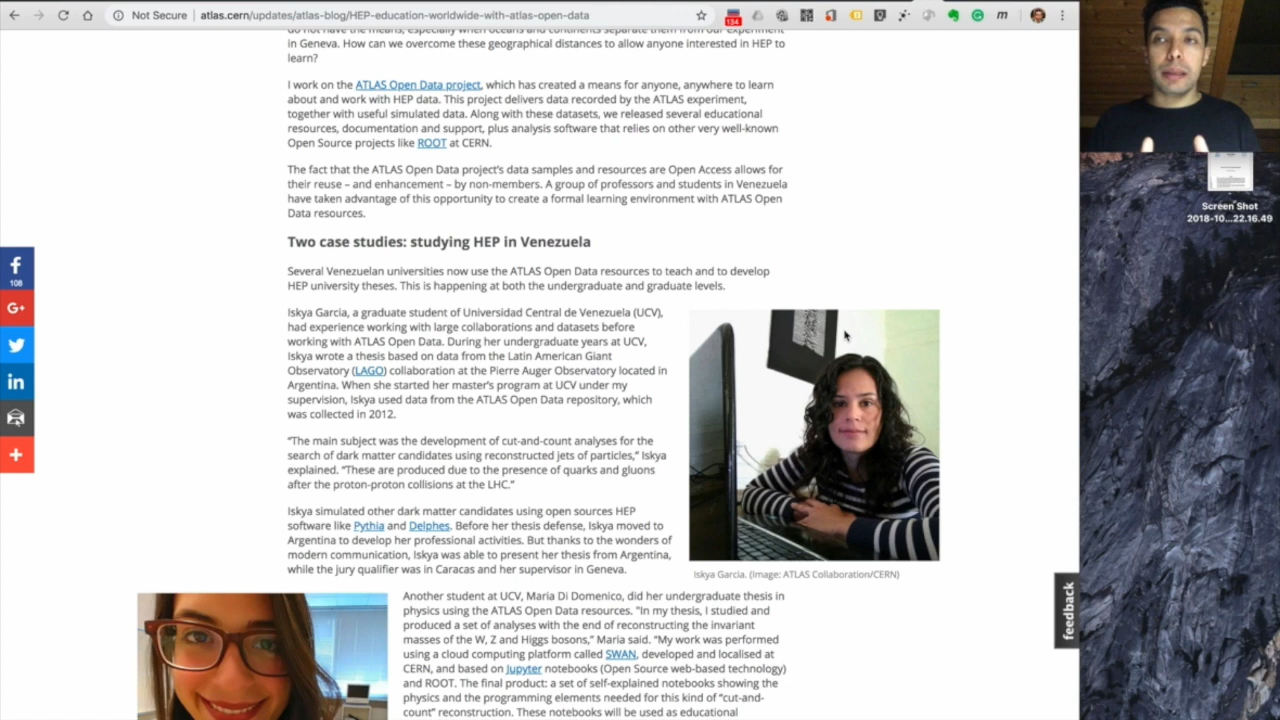 Not Secure | atlas.cern/updates/atlas-blog/HEP-education-worldwide-with-atlas-open-data
134
do not have the means, especially when oceans and continents separate them from our experiment
in Geneva. How can we overcome these geographical distances to allow anyone interested in HEP to
learn?
I work on the ATLAS Open Data project, which has created a means for anyone, anywhere to learn
about and work with HEP data. This project delivers data recorded by the ATLAS experiment,
together with useful simulated data. Along with these datasets, we released several educational
resources, documentation and support, plus analysis software that relies on other very well-known
Open Source projects like ROOT at CERN.
The fact that the ATLAS Open Data project's data samples and resources are Open Access allows for
their reuse – and enhancement – by non-members. A group of professors and students in Venezuela
have taken advantage of this opportunity to create a formal learning environment with ATLAS Open
Data resources.
Two case studies: studying HEP in Venezuela
Several Venezuelan universities now use the ATLAS Open Data resources to teach and to develop
HEP university theses. This is happening at both the undergraduate and graduate levels.
Iskya Garcia, a graduate student of Universidad Central de Venezuela (UCV),
had experience working with large collaborations and datasets before
working with ATLAS Open Data. During her undergraduate years at UCV,
Iskya wrote a thesis based on data from the Latin American Giant
Observatory (LAGO) collaboration at the Pierre Auger Observatory located in
Argentina. When she started her master's program at UCV under my
supervision, Iskya used data from the ATLAS Open Data repository, which
was collected in 2012.
"The main subject was the development of cut-and-count analyses for the
search of dark matter candidates using reconstructed jets of particles," Iskya
explained. "These are produced due to the presence of quarks and gluons
after the proton-proton collisions at the LHC."
Iskya simulated other dark matter candidates using open sources HEP
software like Pythia and Delphes. Before her thesis defense, Iskya moved to
Argentina to develop her professional activities. But thanks to the wonders of
modern communication, Iskya was able to present her thesis from Argentina,
while the jury qualifier was in Caracas and her supervisor in Geneva.
Iskya Garcia. (Image: ATLAS Collaboration/CERN)
Another student at UCV, Maria Di Domenico, did her undergraduate thesis in
physics using the ATLAS Open Data resources. "In my thesis, I studied and
produced a set of analyses with the end of reconstructing the invariant
masses of the W, Z and Higgs bosons," Maria said. "My work was performed
using a cloud computing platform called SWAN, developed and localised at
CERN, and based on Jupyter notebooks (Open Source web-based technology)
and ROOT. The final product: a set of self-explained notebooks showing the
physics and the programming elements needed for this kind of "cut-and-
count" reconstruction. These notebooks will be used as educational
f
108
G+
in
+
feedback
Screen Shot
2018-10...22.16.49